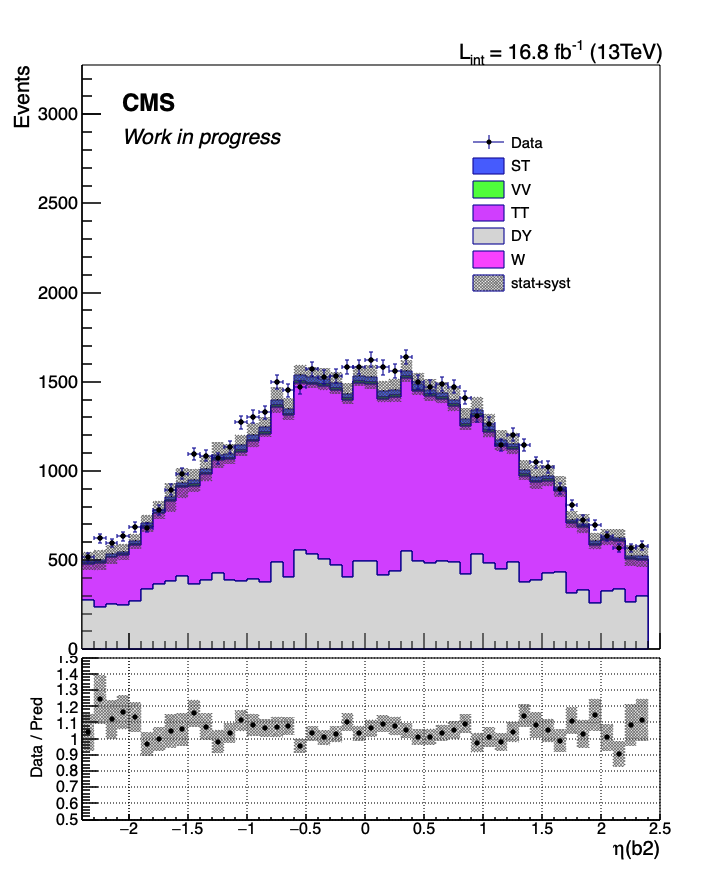 L_int = 16.8 fb^-1 (13TeV)
Events
CMS
Work in progress
3000
2500
2000
1500
1000
500
0
Data
ST
VV
TT
DY
W
stat+syst
Data / Pred
1.5
1.4
1.3
1.2
1.1
1
0.9
0.8
0.7
0.6
0.5
−2 −1.5 −1 −0.5 0 0.5 1 1.5 2 2.5
η(b2)